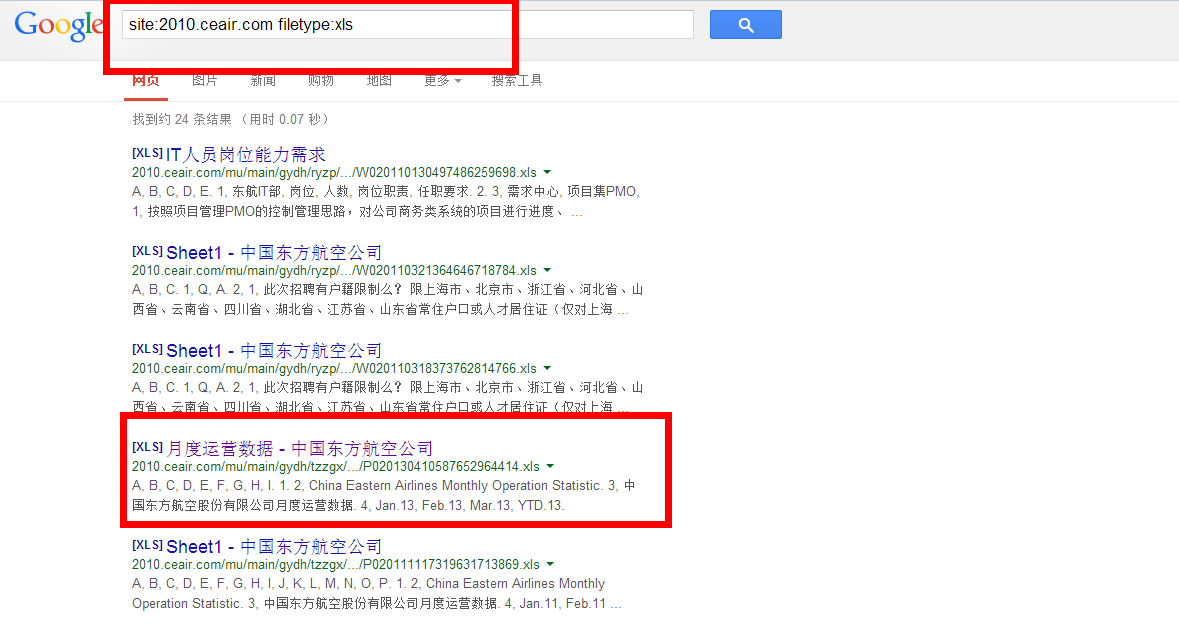 Google
site:2010.ceair.com filetype:xls
网页 图片 新闻 购物 地图 更多 搜索工具
找到约 24 条结果 (用时 0.07 秒)
[XLS] IT人员岗位能力需求
2010.ceair.com/mu/main/gydh/ryzp/.../W020110130497486259698.xls
A, B, C, D, E. 1, 东航IT部, 岗位, 人数, 岗位职责, 任职要求. 2. 3, 需求中心, 项目集PMO,
1, 按照项目管理PMO的控制管理思路，对公司商务类系统的项目进行进度、 ...
[XLS] Sheet1 - 中国东方航空公司
2010.ceair.com/mu/main/gydh/ryzp/.../W020110321364646718784.xls
A, B, C. 1, Q, A. 2, 1, 此次招聘有户籍限制么？ 限上海市、北京市、浙江省、河北省、山
西省、云南省、四川省、湖北省、江苏省、山东省常住户口或人才居住证（仅对上海 ...
[XLS] Sheet1 - 中国东方航空公司
2010.ceair.com/mu/main/gydh/ryzp/.../W020110318373762814766.xls
A, B, C. 1, Q, A. 2, 1, 此次招聘有户籍限制么？ 限上海市、北京市、浙江省、河北省、山
西省、云南省、四川省、湖北省、江苏省、山东省常住户口或人才居住证（仅对上海 ...
[XLS] 月度运营数据 - 中国东方航空公司
2010.ceair.com/mu/main/gydh/tzzgx/.../P020130410587652964414.xls
A, B, C, D, E, F, G, H, I. 1. 2, China Eastern Airlines Monthly Operation Statistic. 3, 中
国东方航空股份有限公司月度运营数据. 4, Jan.13, Feb.13, Mar.13, YTD.13.
[XLS] Sheet1 - 中国东方航空公司
2010.ceair.com/mu/main/gydh/tzzgx/.../P020111117319631713869.xls
A, B, C, D, E, F, G, H, I, J, K, L, M, N, O, P. 1. 2, China Eastern Airlines Monthly
Operation Statistic. 3, 中国东方航空股份有限公司月度运营数据. 4, Jan.11, Feb.11 ...